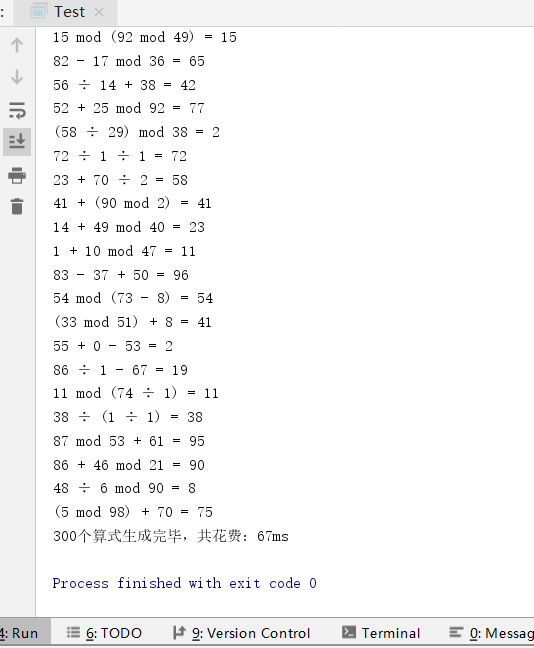 : Test
15 mod (92 mod 49) = 15
82 - 17 mod 36 = 65
56 ÷ 14 + 38 = 42
52 + 25 mod 92 = 77
(58 ÷ 29) mod 38 = 2
72 ÷ 1 ÷ 1 = 72
23 + 70 ÷ 2 = 58
41 + (90 mod 2) = 41
14 + 49 mod 40 = 23
1 + 10 mod 47 = 11
83 - 37 + 50 = 96
54 mod (73 - 8) = 54
(33 mod 51) + 8 = 41
55 + 0 - 53 = 2
86 ÷ 1 - 67 = 19
11 mod (74 ÷ 1) = 11
38 ÷ (1 ÷ 1) = 38
87 mod 53 + 61 = 95
86 + 46 mod 21 = 90
48 ÷ 6 mod 90 = 8
(5 mod 98) + 70 = 75
300个算式生成完毕，共花费：67ms
Process finished with exit code 0
4: Run 6: TODO 9: Version Control Terminal 0: Messag